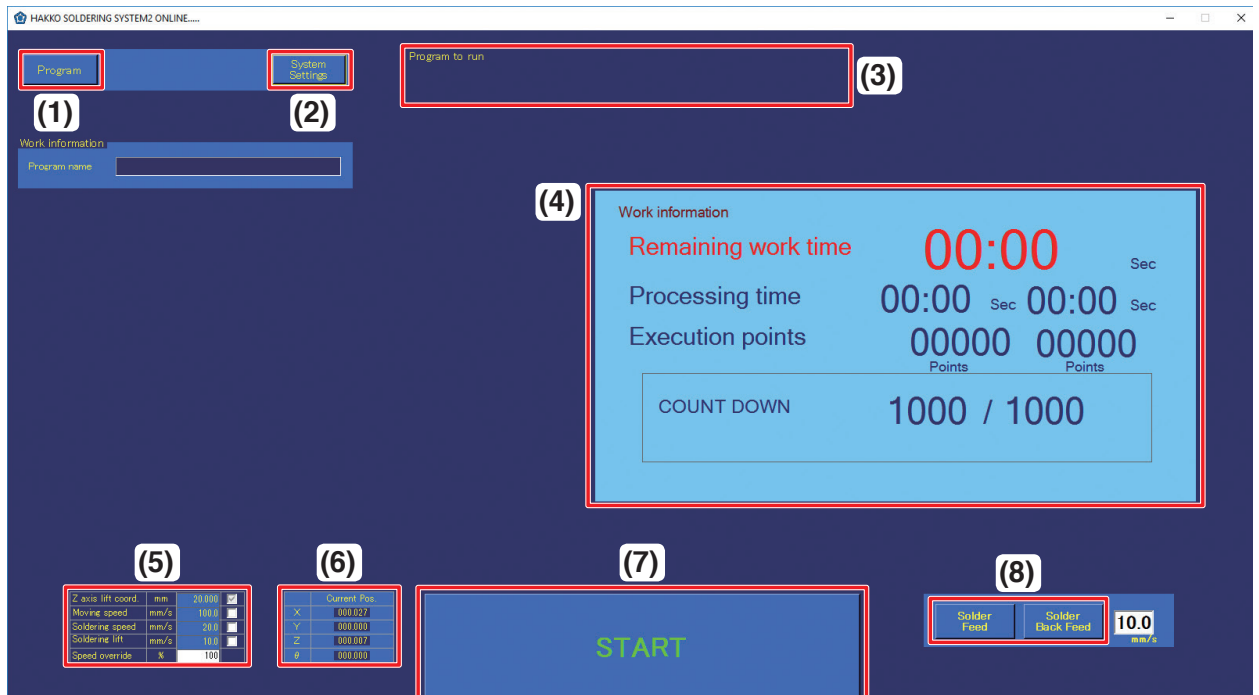 HAKKO SOLDERING SYSTEM2 ONLINE.....
Program
System
Settings
(1)
(2)
Program to run
(3)
Work information
Program name
(4)
Work information
Remaining work time 00:00 Sec
Processing time 00:00 Sec 00:00 Sec
Execution points 00000 00000
Points Points
COUNT DOWN 1000 / 1000
(5)
Z axis lift coord. mm 20.000
Moving speed mm/s 100.0
Soldering speed mm/s 20.0
Soldering lift mm/s 10.0
Speed override % 100
(6)
Current Pos.
X 000.027
Y 000.000
Z 000.007
θ 000.000
(7)
START
(8)
Solder
Feed
Solder
Back Feed
10.0
mm/s